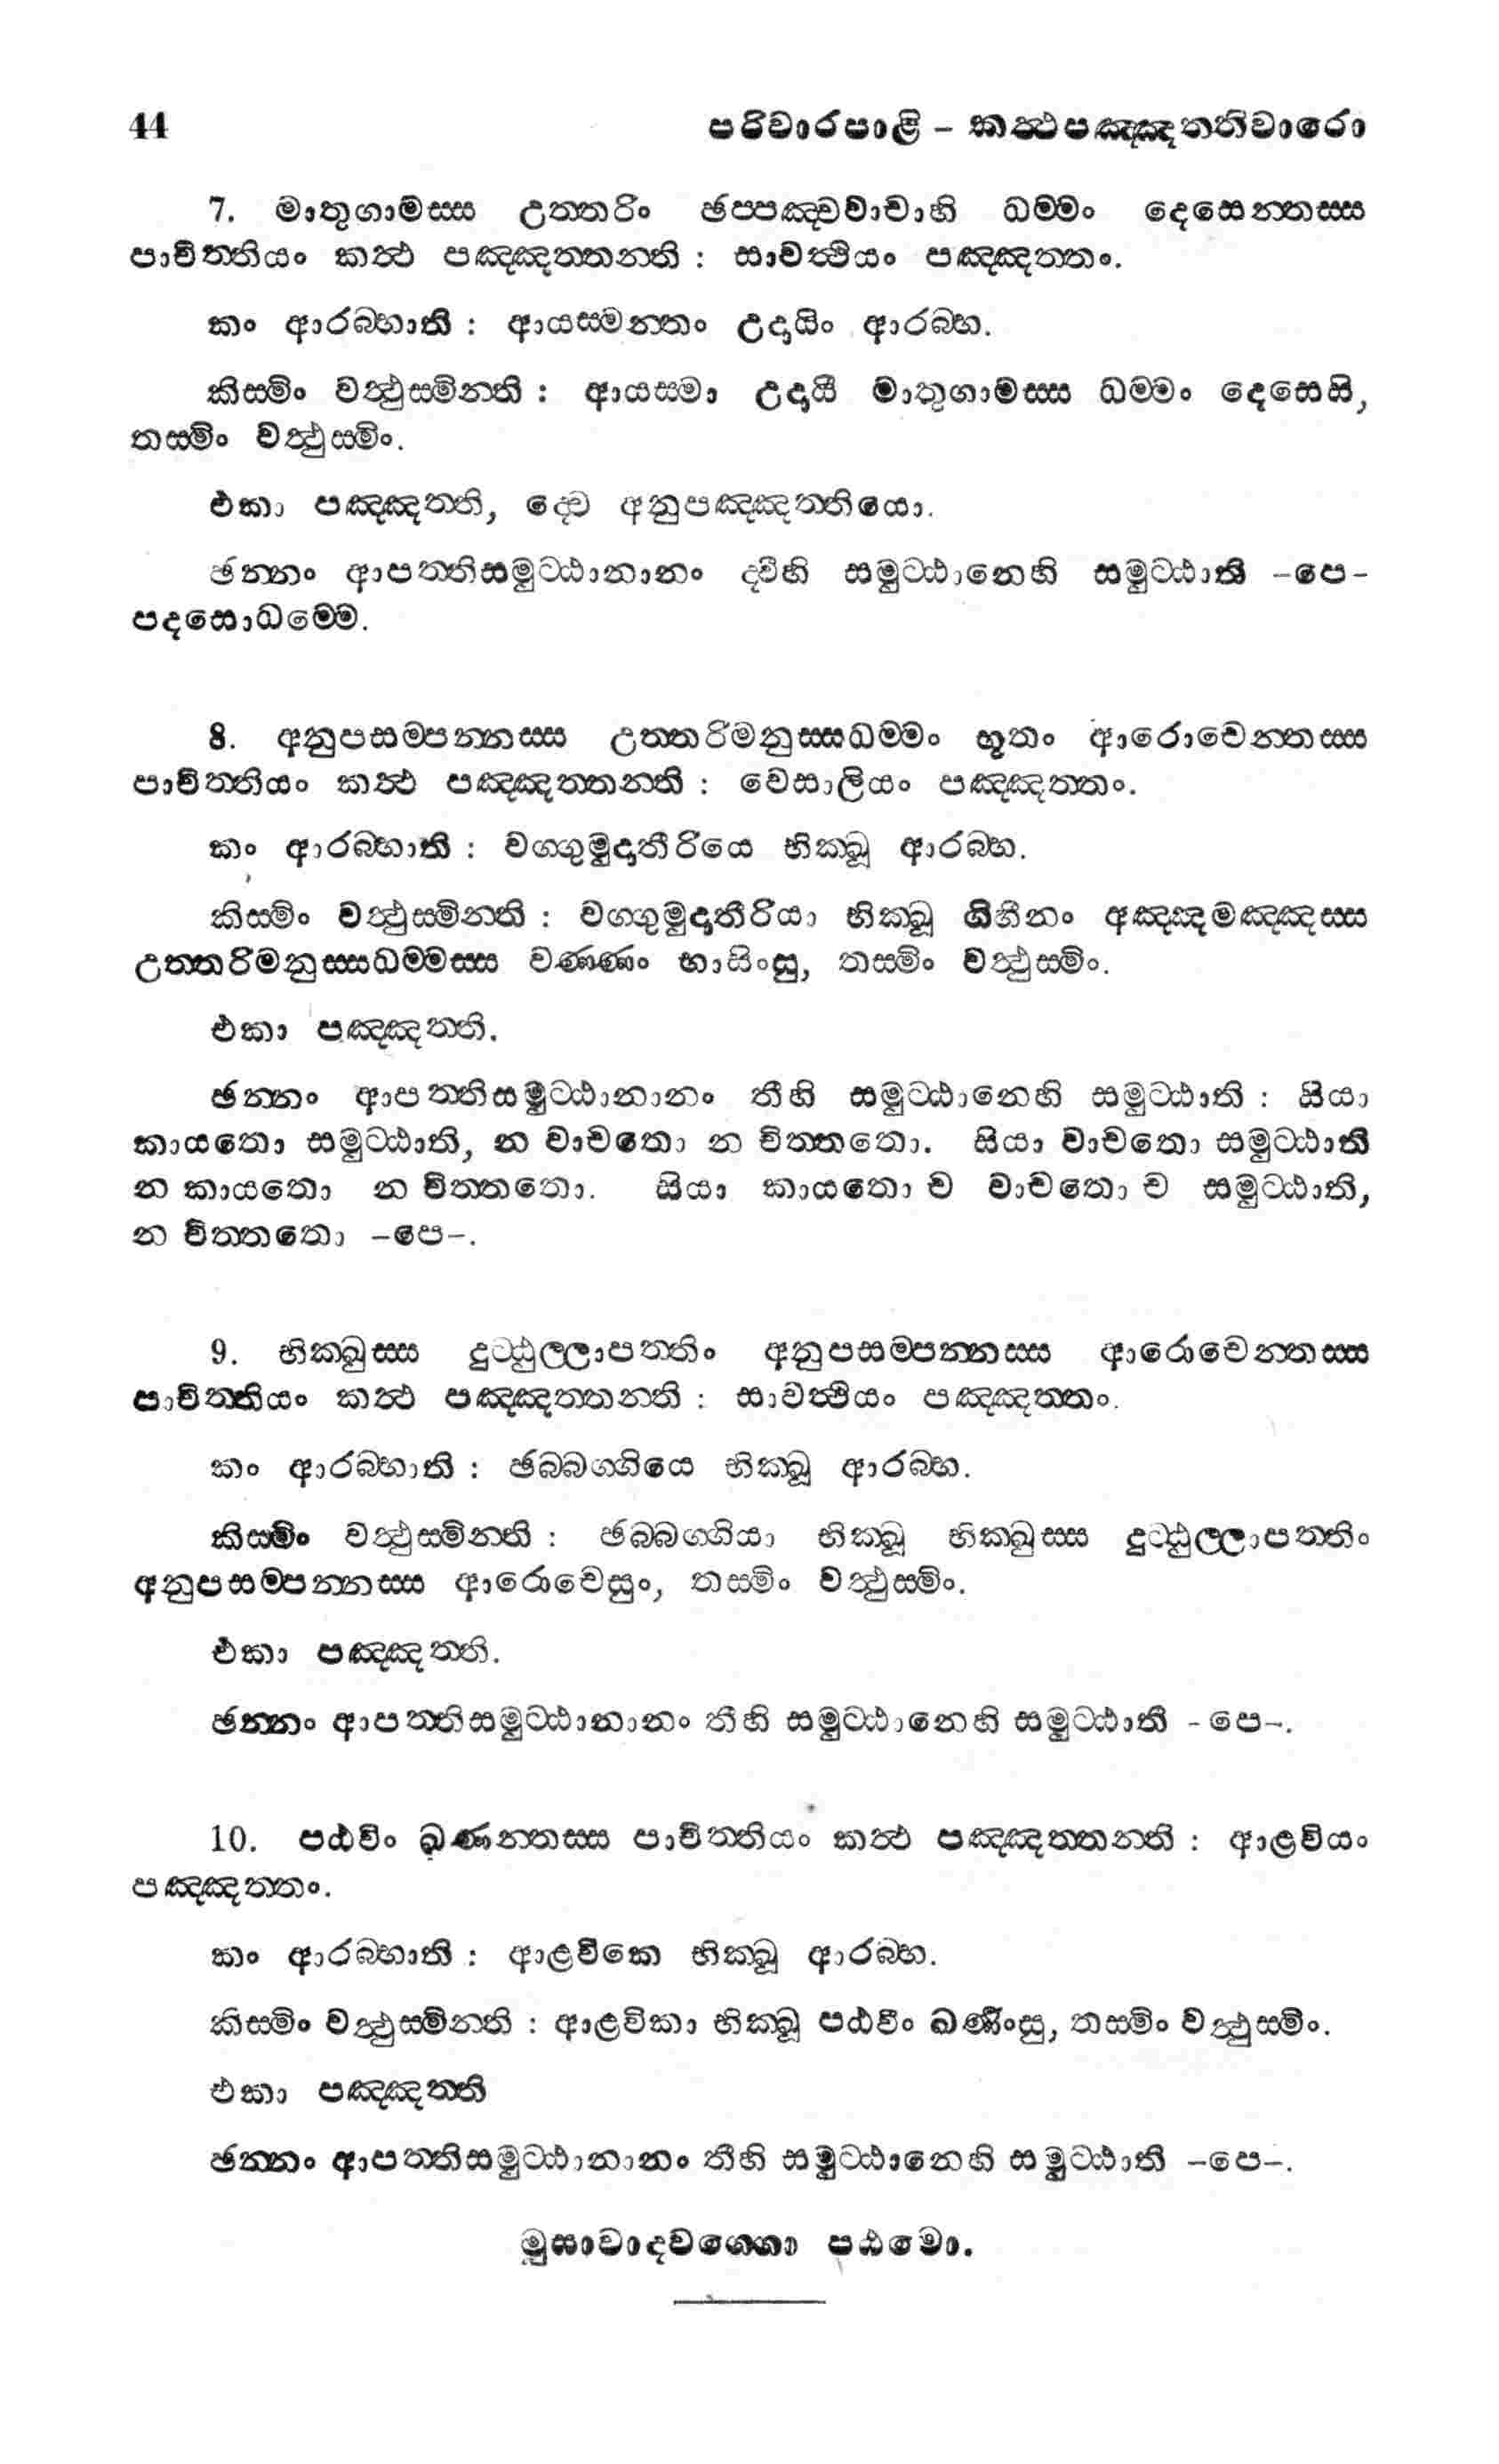 44 පරිවාරපාළි – කත්‍ථපඤ්ඤත්තිවාරො
7. මාතුගාමස්ස උත්තරිං ඡප්පඤ්චවාචාහි ධම්මං දෙසෙන්තස්ස
පාචිත්තියං කත්‍ථ පඤ්ඤත්තන්ති : සාවත්‍ථියං පඤ්ඤත්තං.
කං ආරබ්භාති : ආයස්මන්තං උදායිං ආරබ්භ.
කිස්මිං වත්‍ථුස්මින්ති : ආයස්මා උදායී මාතුගාමස්ස ධම්මං දෙසෙසි,
තස්මිං වත්‍ථුස්මිං.
එකා පඤ්ඤත්ති, ද්වෙ අනුපඤ්ඤත්තියො.
ඡන්නං ආපත්තිසමුට්ඨානානං ද්වීහි සමුට්ඨානෙහි සමුට්ඨාති –පෙ–
පදසොධම්මෙ.
8. අනුපසම්පන්නස්ස උත්තරිමනුස්සධම්මං භූතං ආරොචෙන්තස්ස
පාචිත්තියං කත්‍ථ පඤ්ඤත්තන්ති : වෙසාලියං පඤ්ඤත්තං.
කං ආරබ්භාති : වග්ගුමුදාතීරියෙ භික්ඛූ ආරබ්භ.
කිස්මිං වත්‍ථුස්මින්ති : වග්ගුමුදාතීරියා භික්ඛූ ගිහීනං අඤ්ඤමඤ්ඤස්ස
උත්තරිමනුස්සධම්මස්ස වණ්ණං භාසිංසු, තස්මිං වත්‍ථුස්මිං.
එකා පඤ්ඤත්ති.
ඡන්නං ආපත්තිසමුට්ඨානානං තීහි සමුට්ඨානෙහි සමුට්ඨාති : සියා
කායතො සමුට්ඨාති, න වාචතො න චිත්තතො. සියා වාචතො සමුට්ඨාති
න කායතො න චිත්තතො. සියා කායතො ච වාචතො ච සමුට්ඨාති,
න චිත්තතො –පෙ–.
9. භික්ඛුස්ස දුට්ඨුල්ලාපත්තිං අනුපසම්පන්නස්ස ආරොචෙන්තස්ස
පාචිත්තියං කත්‍ථ පඤ්ඤත්තන්ති : සාවත්‍ථියං පඤ්ඤත්තං.
කං ආරබ්භාති : ඡබ්බග්ගියෙ භික්ඛූ ආරබ්භ.
කිස්මිං වත්‍ථුස්මින්ති : ඡබ්බග්ගියා භික්ඛූ භික්ඛුස්ස දුට්ඨුල්ලාපත්තිං
අනුපසම්පන්නස්ස ආරොචෙසුං, තස්මිං වත්‍ථුස්මිං.
එකා පඤ්ඤත්ති.
ඡන්නං ආපත්තිසමුට්ඨානානං තීහි සමුට්ඨානෙහි සමුට්ඨාති -පෙ–.
10. පඨවිං ඛණන්තස්ස පාචිත්තියං කත්‍ථ පඤ්ඤත්තන්ති : ආළවියං
පඤ්ඤත්තං.
කං ආරබ්භාති : ආළවිකෙ භික්ඛූ ආරබ්භ.
කිස්මිං වත්‍ථුස්මින්ති : ආළවිකා භික්ඛූ පඨවීං ඛණිංසු, තස්මිං වත්‍ථුස්මිං.
එකා පඤ්ඤත්ති
ඡන්නං ආපත්තිසමුට්ඨානානං තීහි සමුට්ඨානෙහි සමුට්ඨාති –පෙ–.
මුසාවාදවග්ගො පඨමො.